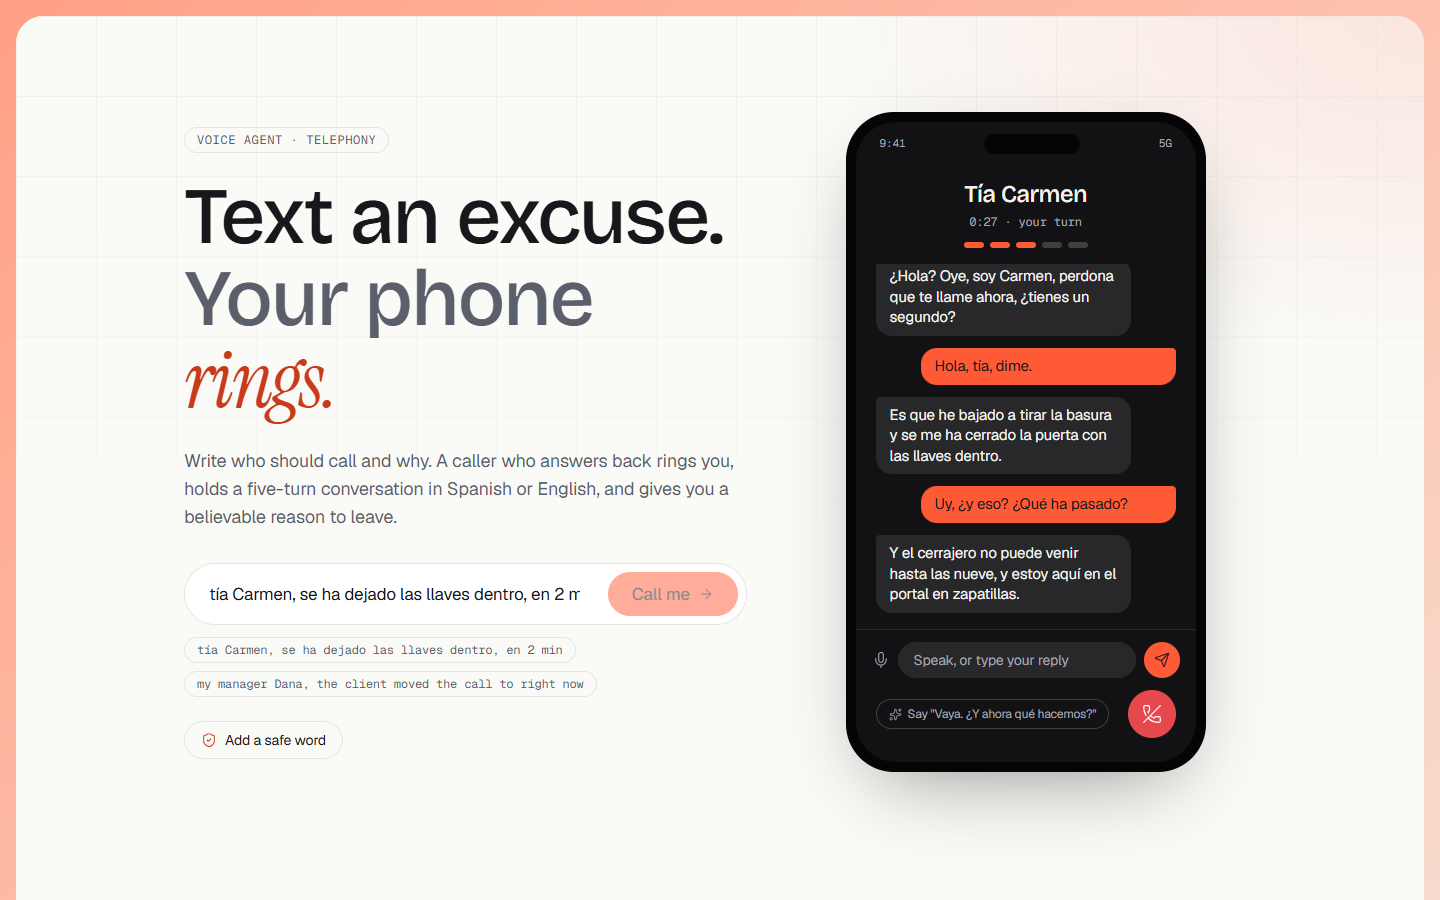 VOICE AGENT · TELEPHONY
Text an excuse.
Your phone
rings.
Write who should call and why. A caller who answers back rings you,
holds a five-turn conversation in Spanish or English, and gives you a
believable reason to leave.
tía Carmen, se ha dejado las llaves dentro, en 2 m
Call me →
tía Carmen, se ha dejado las llaves dentro, en 2 min
my manager Dana, the client moved the call to right now
Add a safe word
9:41
5G
Tía Carmen
0:27 · your turn
¿Hola? Oye, soy Carmen, perdona
que te llame ahora, ¿tienes un
segundo?
Hola, tía, dime.
Es que he bajado a tirar la basura
y se me ha cerrado la puerta con
las llaves dentro.
Uy, ¿y eso? ¿Qué ha pasado?
Y el cerrajero no puede venir
hasta las nueve, y estoy aquí en el
portal en zapatillas.
Speak, or type your reply
Say "Vaya. ¿Y ahora qué hacemos?"